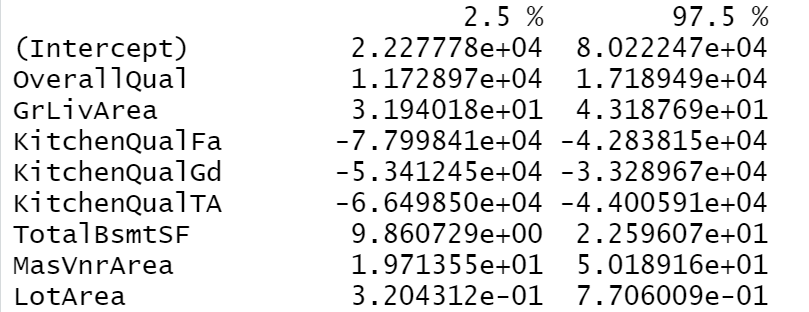 2.5 % 97.5 %
(Intercept) 2.227778e+04 8.022247e+04
OverallQual 1.172897e+04 1.718949e+04
GrLivArea 3.194018e+01 4.318769e+01
KitchenQualFa -7.799841e+04 -4.283815e+04
KitchenQualGd -5.341245e+04 -3.328967e+04
KitchenQualTA -6.649850e+04 -4.400591e+04
TotalBsmtSF 9.860729e+00 2.259607e+01
MasVnrArea 1.971355e+01 5.018916e+01
LotArea 3.204312e-01 7.706009e-01